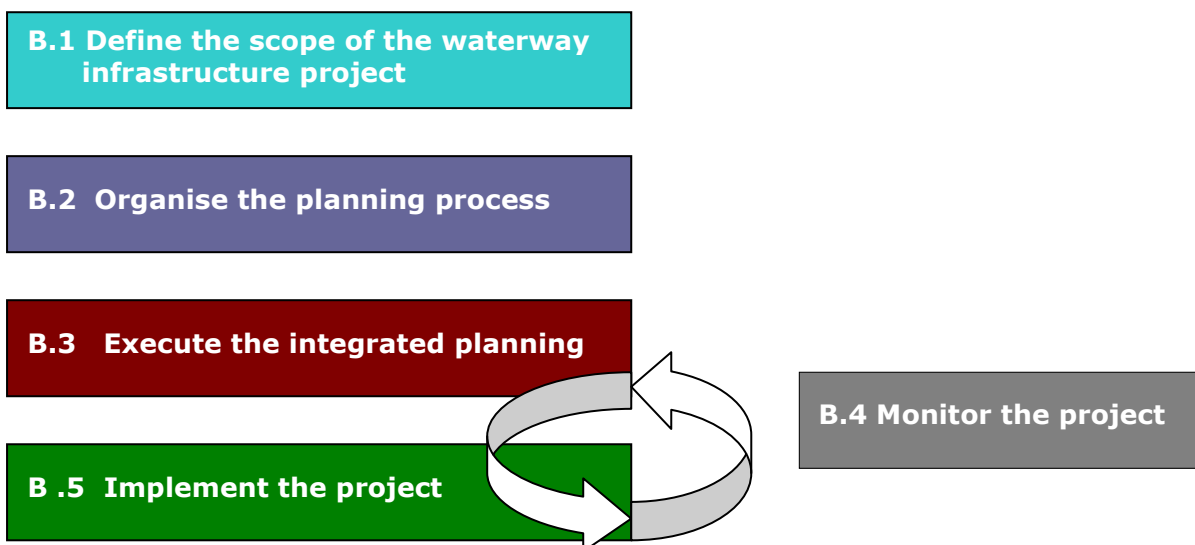 B.1 Define the scope of the waterway
infrastructure project
B.2 Organise the planning process
B.3 Execute the integrated planning
B.4 Monitor the project
B .5 Implement the project